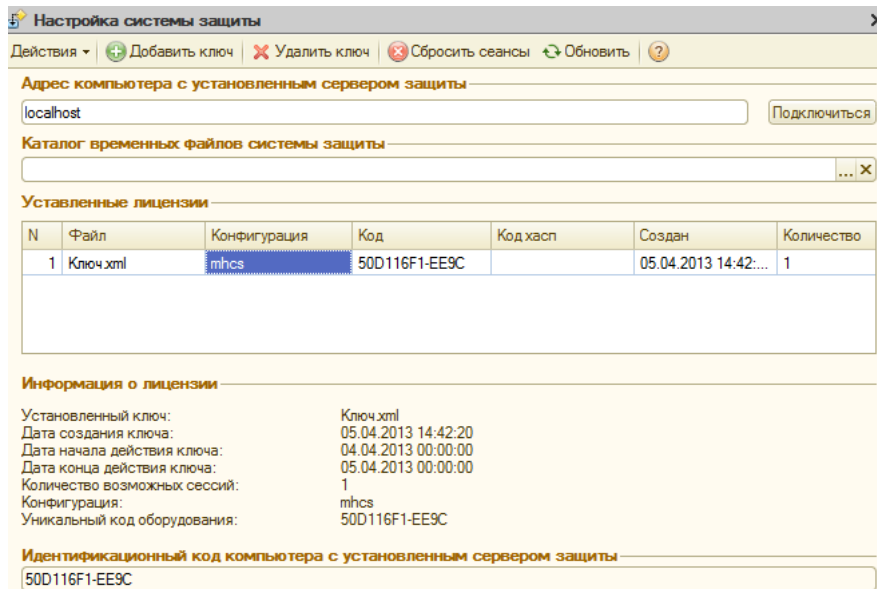 Настройка системы защиты
Действия Добавить ключ Удалить ключ Сбросить сеансы Обновить ?
Адрес компьютера с установленным сервером защиты
localhost Подключиться
Каталог временных файлов системы защиты
... x
Уставленные лицензии
N Файл Конфигурация Код Код хасп Создан Количество
1 Ключ.xml mhcs 50D116F1-EE9C 05.04.2013 14:42:... 1
Информация о лицензии
Установленный ключ: Ключ.xml
Дата создания ключа: 05.04.2013 14:42:20
Дата начала действия ключа: 04.04.2013 00:00:00
Дата конца действия ключа: 05.04.2013 00:00:00
Количество возможных сессий: 1
Конфигурация: mhcs
Уникальный код оборудования: 50D116F1-EE9C
Идентификационный код компьютера с установленным сервером защиты
50D116F1-EE9C